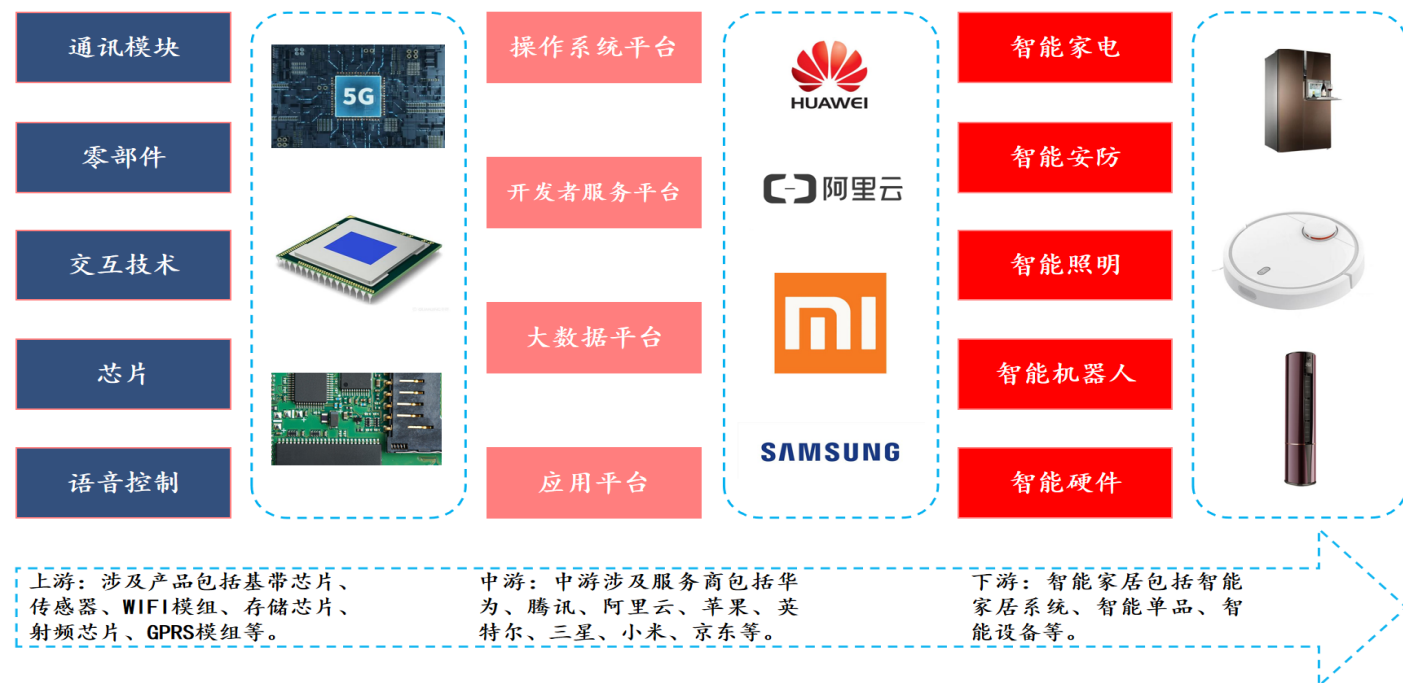 通讯模块
零部件
交互技术
芯片
语音控制
5G
操作系统平台
开发者服务平台
大数据平台
应用平台
HUAWEI
阿里云
SAMSUNG
智能家电
智能安防
智能照明
智能机器人
智能硬件
上游：涉及产品包括基带芯片、
传感器、WIFI模组、存储芯片、
射频芯片、GPRS模组等。
中游：中游涉及服务商包括华
为、腾讯、阿里云、苹果、英
特尔、三星、小米、京东等。
下游：智能家居包括智能
家居系统、智能单品、智
能设备等。